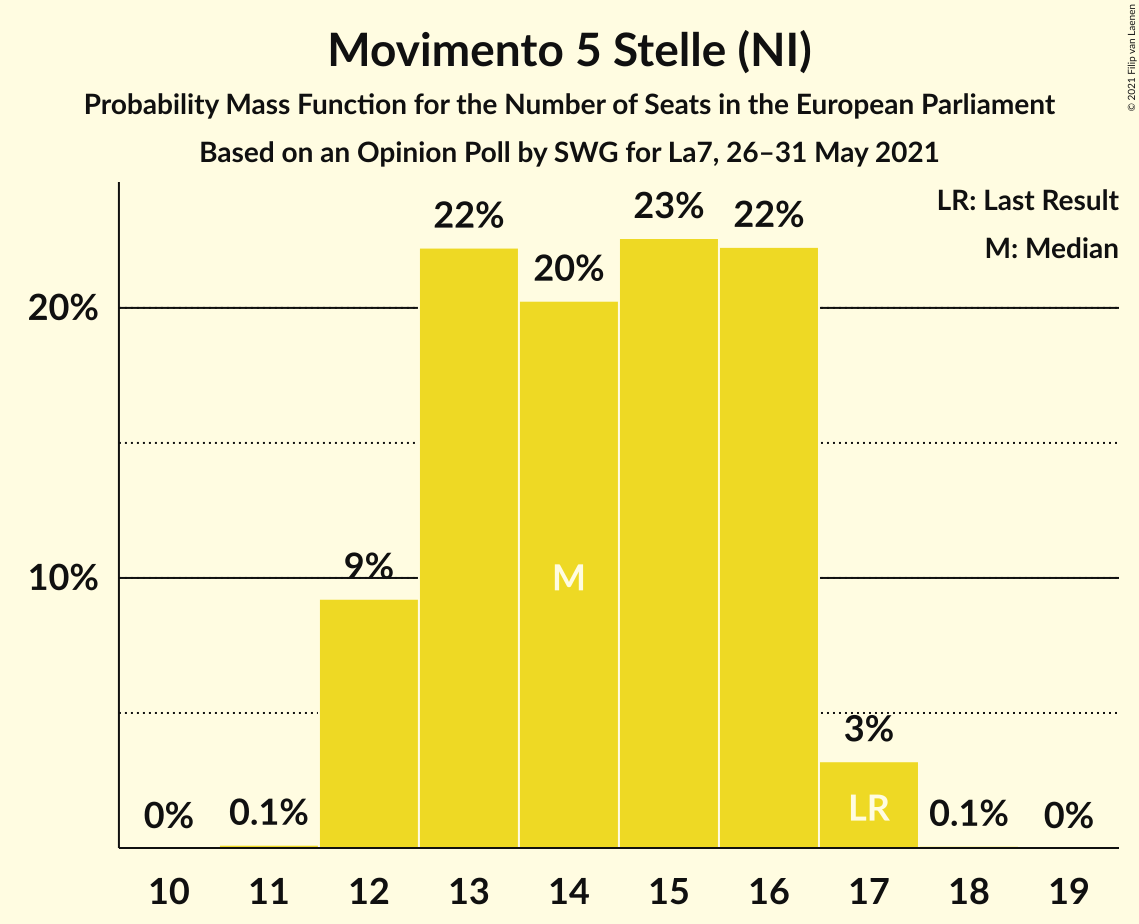 Movimento 5 Stelle (NI)
Probability Mass Function for the Number of Seats in the European Parliament
Based on an Opinion Poll by SWG for La7, 26–31 May 2021
© 2021 Filip van Laenen
LR: Last Result
M: Median
20%
10%
0%
0.1%
9%
22%
20%
23%
22%
3%
0.1%
0%
M
LR
10 11 12 13 14 15 16 17 18 19